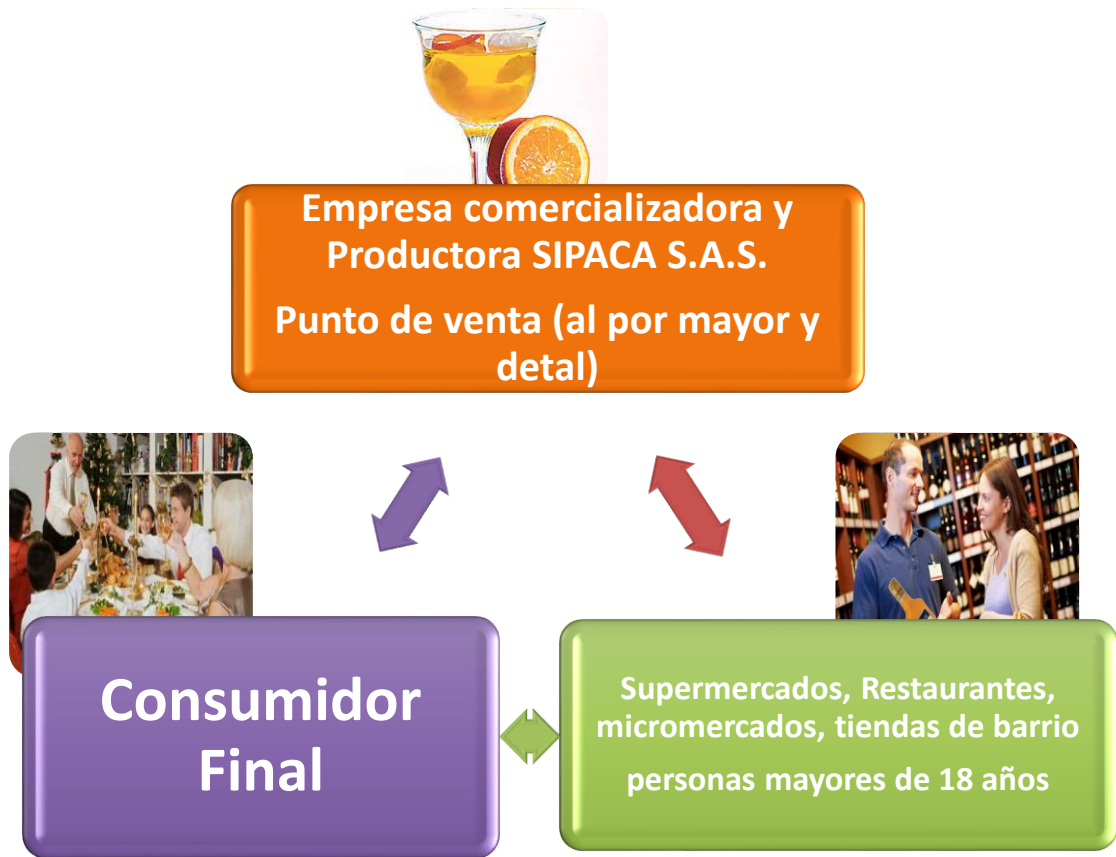 Empresa comercializadora y
Productora SIPACA S.A.S.
Punto de venta (al por mayor y
detal)
Consumidor
Final
Supermercados, Restaurantes,
micromercados, tiendas de barrio
personas mayores de 18 años